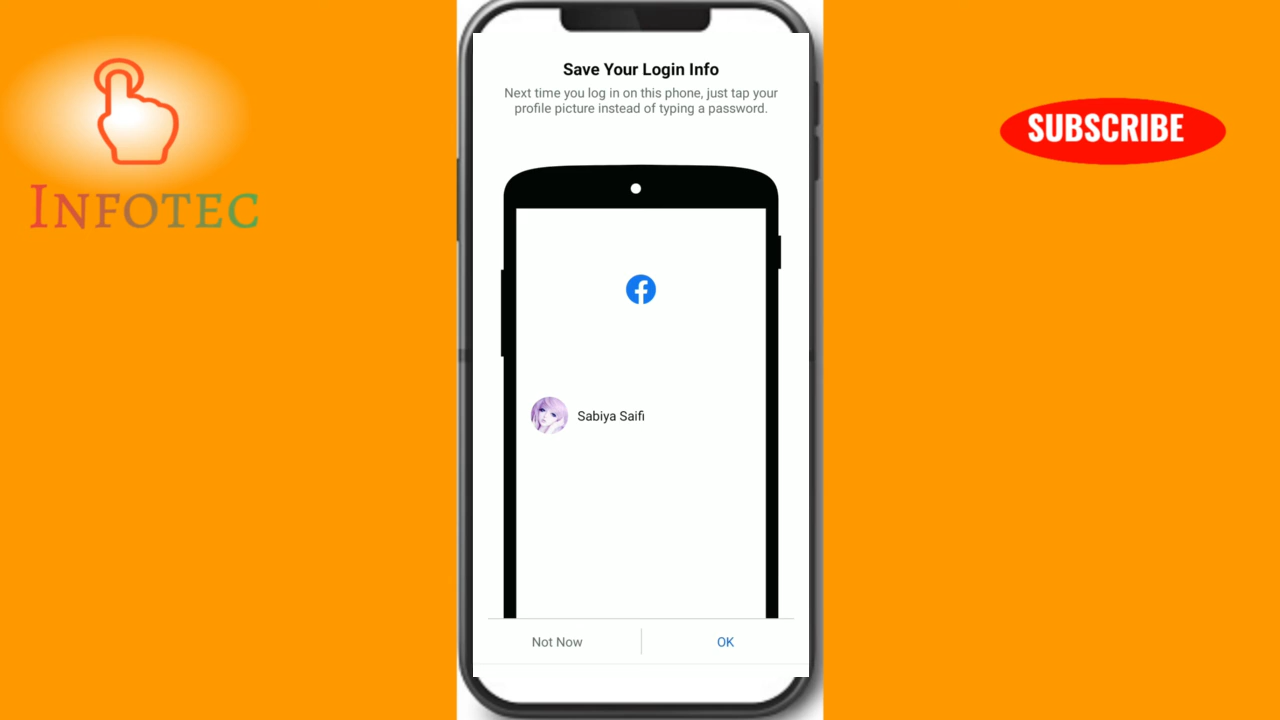 INFOTEC
SUBSCRIBE
Save Your Login Info
Next time you log in on this phone, just tap your
profile picture instead of typing a password.
Sabiya Saifi
Not Now
OK